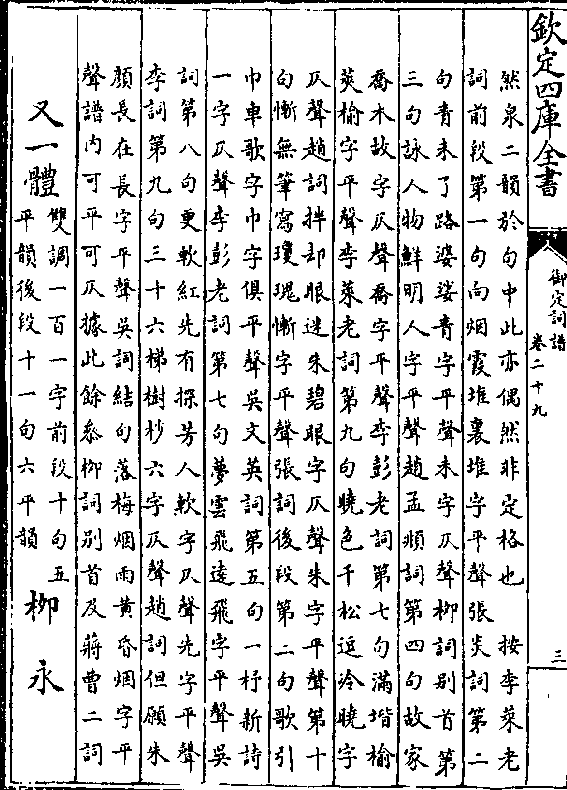 欽定四庫全書
御定詞譜
卷二十九
三
然泉二韻於句中此亦偶然非定格也　按李萊老
詞前段第一句向烟霞堆裏堆字平聲張炎詞第二
句青未了路婆娑青字平聲未字仄聲柳詞別首第
三句詠人物鮮明人字平聲趙孟頫詞第四句故家
喬木故字仄聲喬字平聲李彭老詞第七句滿堦榆
莢榆字平聲李萊老詞第九句曉色千松逗冷曉字
仄聲趙詞拌却眼迷朱碧眼字仄聲朱字平聲第十
句慚無筆寫瓊瑰慚字平聲張詞後段第二句歌引
巾車歌字巾字俱平聲吳文英詞第五句一杼新詩
一字仄聲李彭老詞第七句夢雲飛遠飛字平聲吳
詞第八句更軟紅先有探芳人軟字仄聲先字平聲
李詞第九句三十六梯樹杪六字仄聲趙詞但願朱
顏長在長字平聲吳詞結句落梅烟雨黃昏烟字平
聲譜內可平可仄據此餘叅柳詞別首及蔣曹二詞
又一體　雙調一百一字前段十句五
平韻後段十一句六平韻　柳永